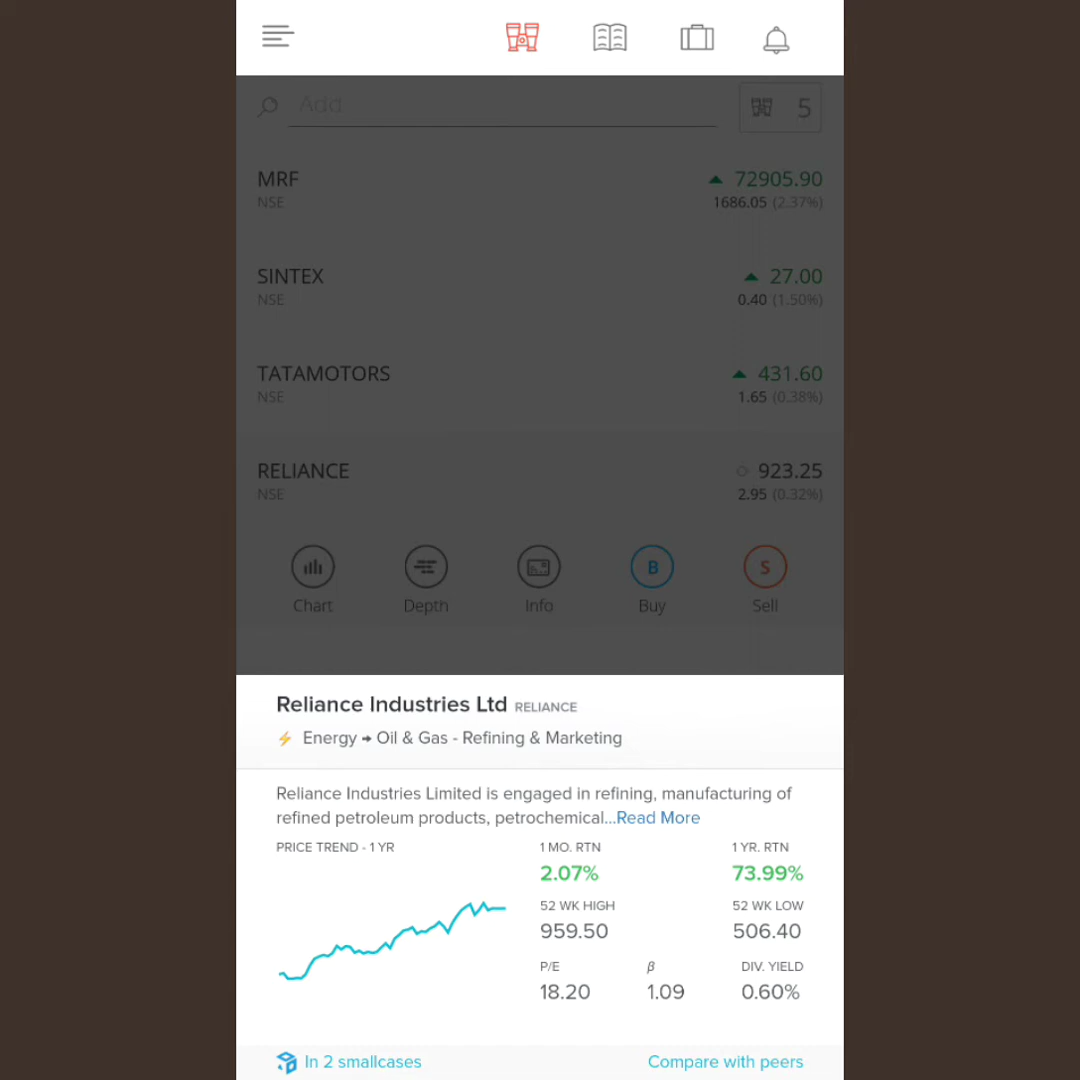 Add
5
MRF
72905.90
NSE
1686.05 (2.37%)
SINTEX
27.00
NSE
0.40 (1.50%)
TATAMOTORS
431.60
NSE
1.65 (0.38%)
RELIANCE
923.25
NSE
2.95 (0.32%)
B
S
Chart
Depth
Info
Buy
Sell
Reliance Industries Ltd RELIANCE
Energy → Oil & Gas - Refining & Marketing
Reliance Industries Limited is engaged in refining, manufacturing of
refined petroleum products, petrochemical...Read More
PRICE TREND - 1 YR
1 MO. RTN
1 YR. RTN
2.07%
73.99%
52 WK HIGH
52 WK LOW
959.50
506.40
P/E
β
DIV. YIELD
18.20
1.09
0.60%
In 2 smallcases
Compare with peers